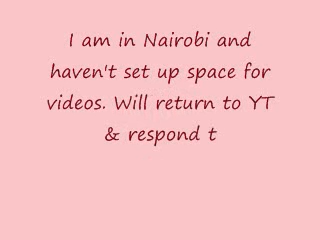 I am in Nairobi and
haven't set up space for
videos. Will return to YT
& respond t